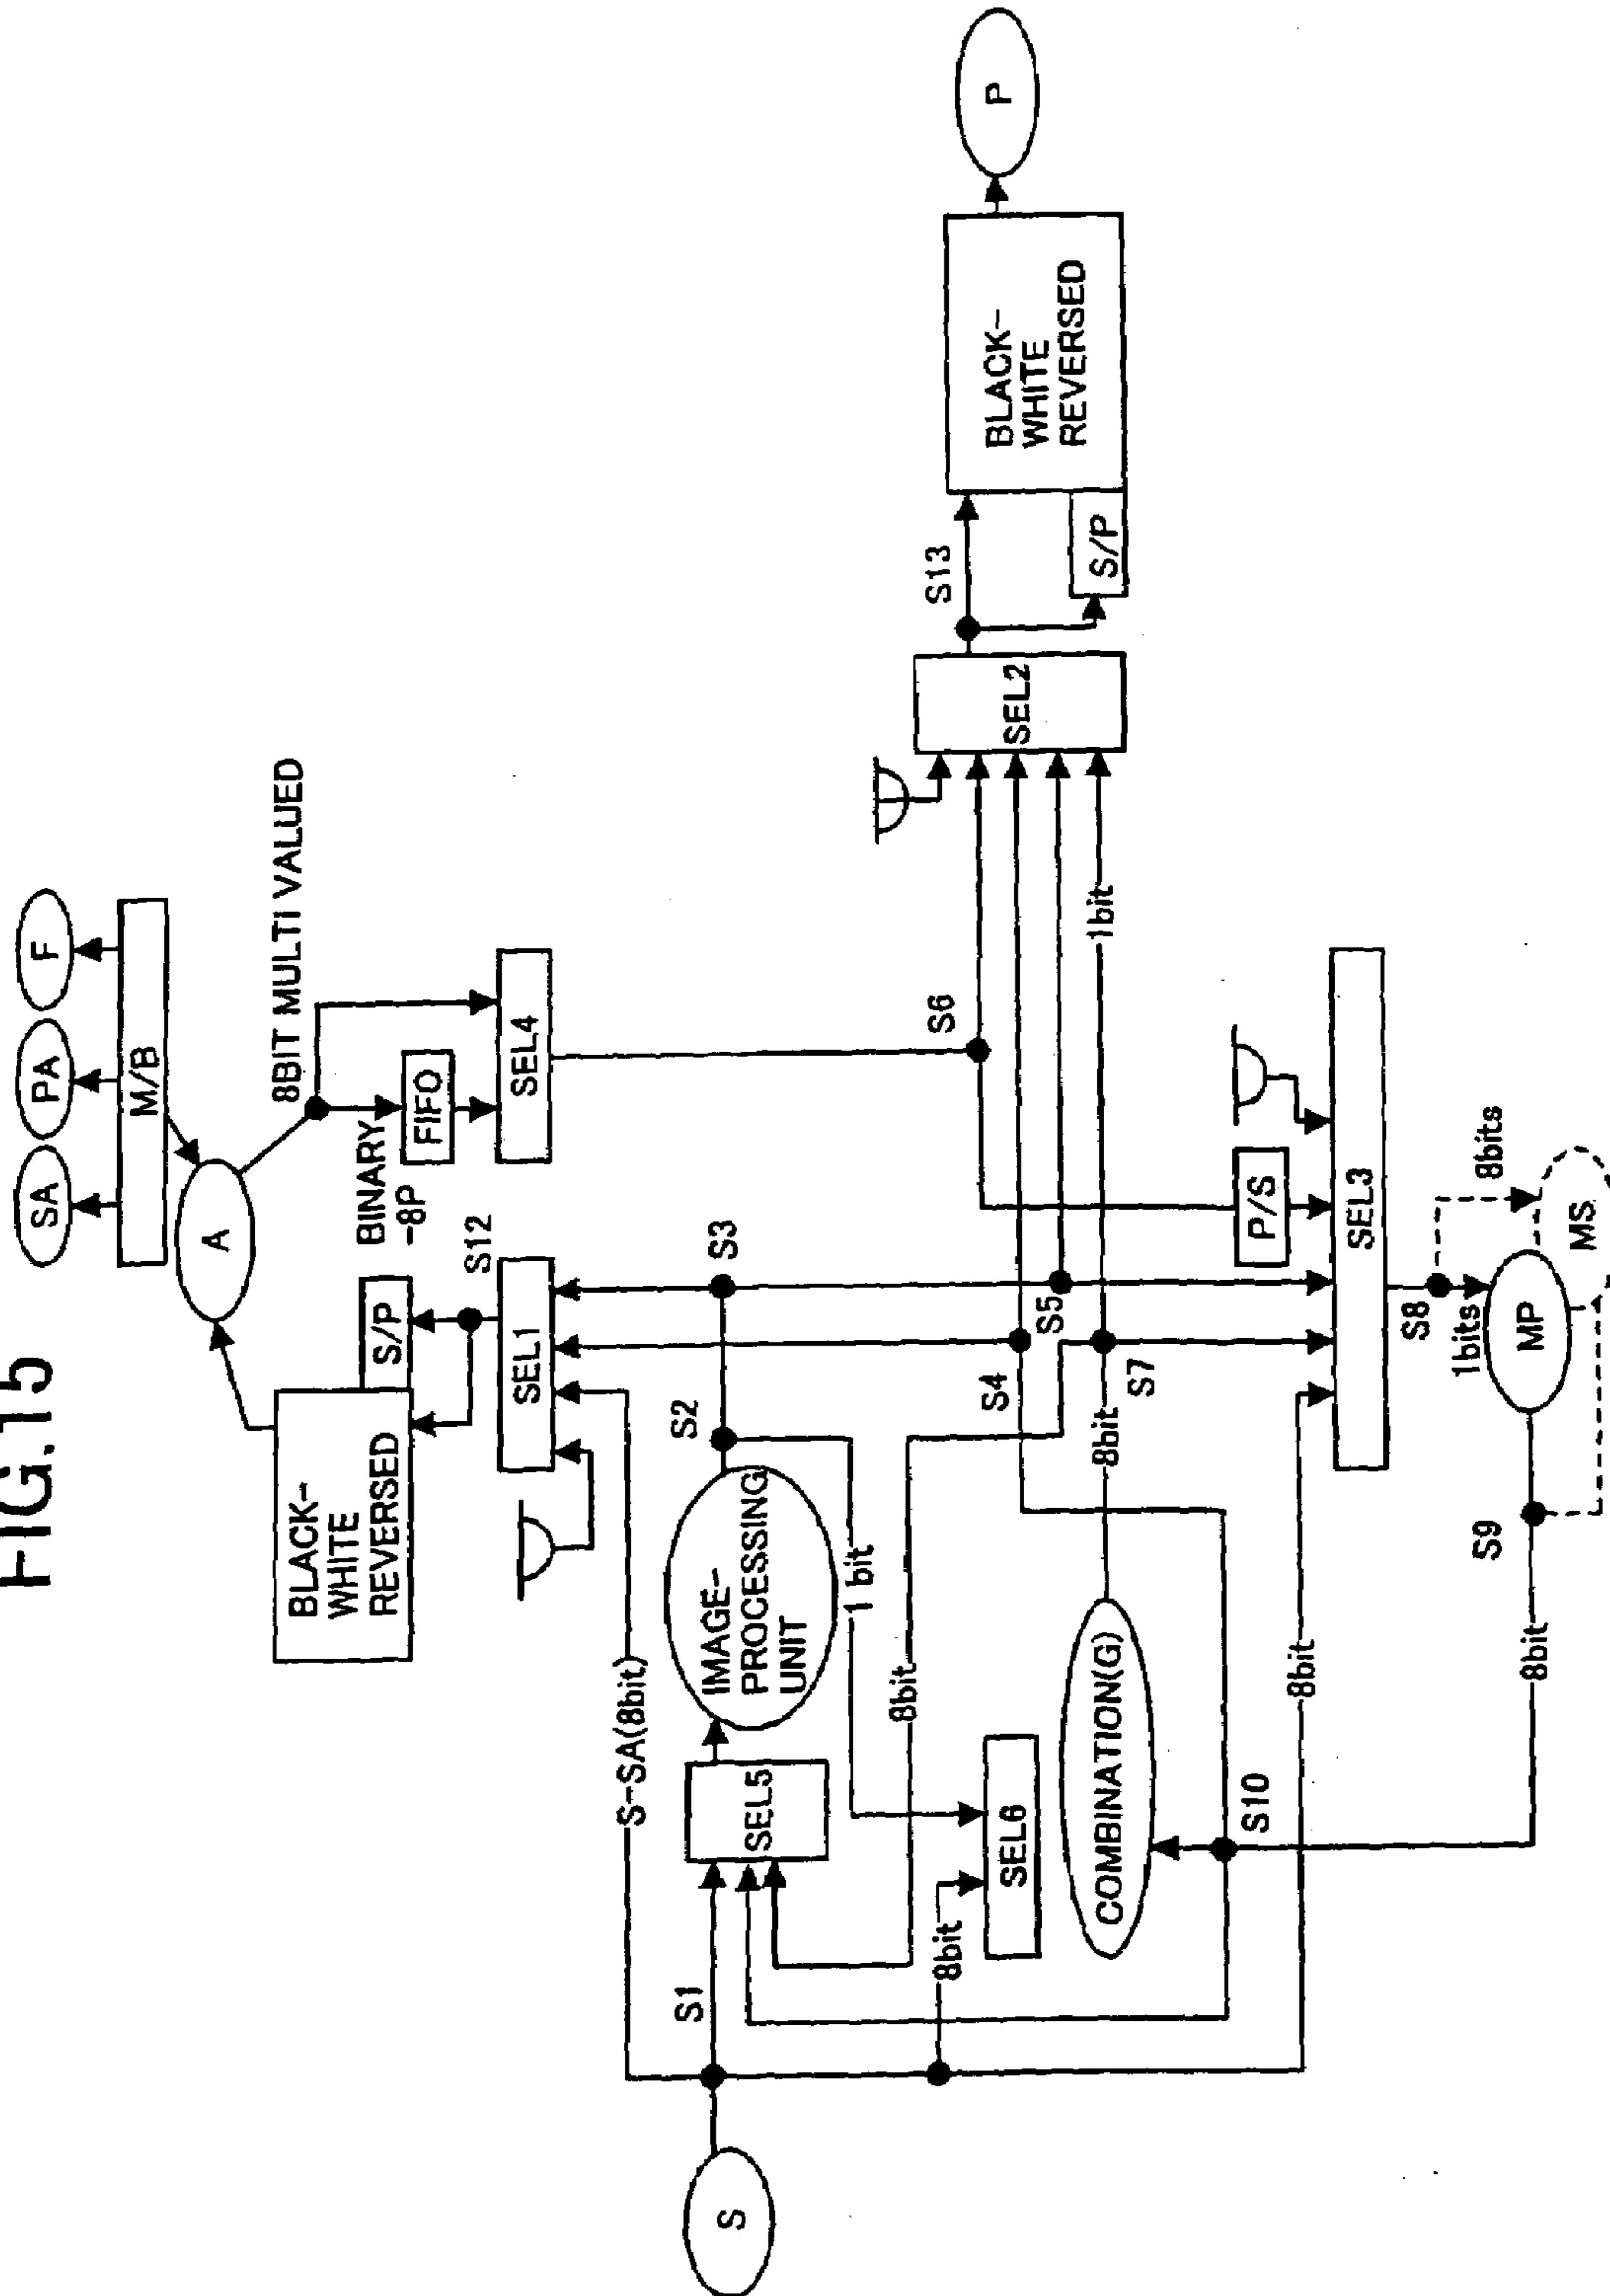 FIG.15
SA
PA
F
M/B
A
8BIT MULTI VALUED
BINARY
-8P
FIFO
SEL4
BLACK-
WHITE
REVERSED
S/P
S12
SEL1
S-SA(8bit)
S
S1
SEL5
IMAGE-
PROCESSING
UNIT
S2
S3
1 bit
8bit
8bit
SEL6
COMBINATION(G)
8bit
S4
S5
S7
S6
1bit
SEL2
S13
S/P
BLACK-
WHITE
REVERSED
P
S10
8bit
P/S
SEL3
S8
1bits
8bits
MP
MS
S9
8bit